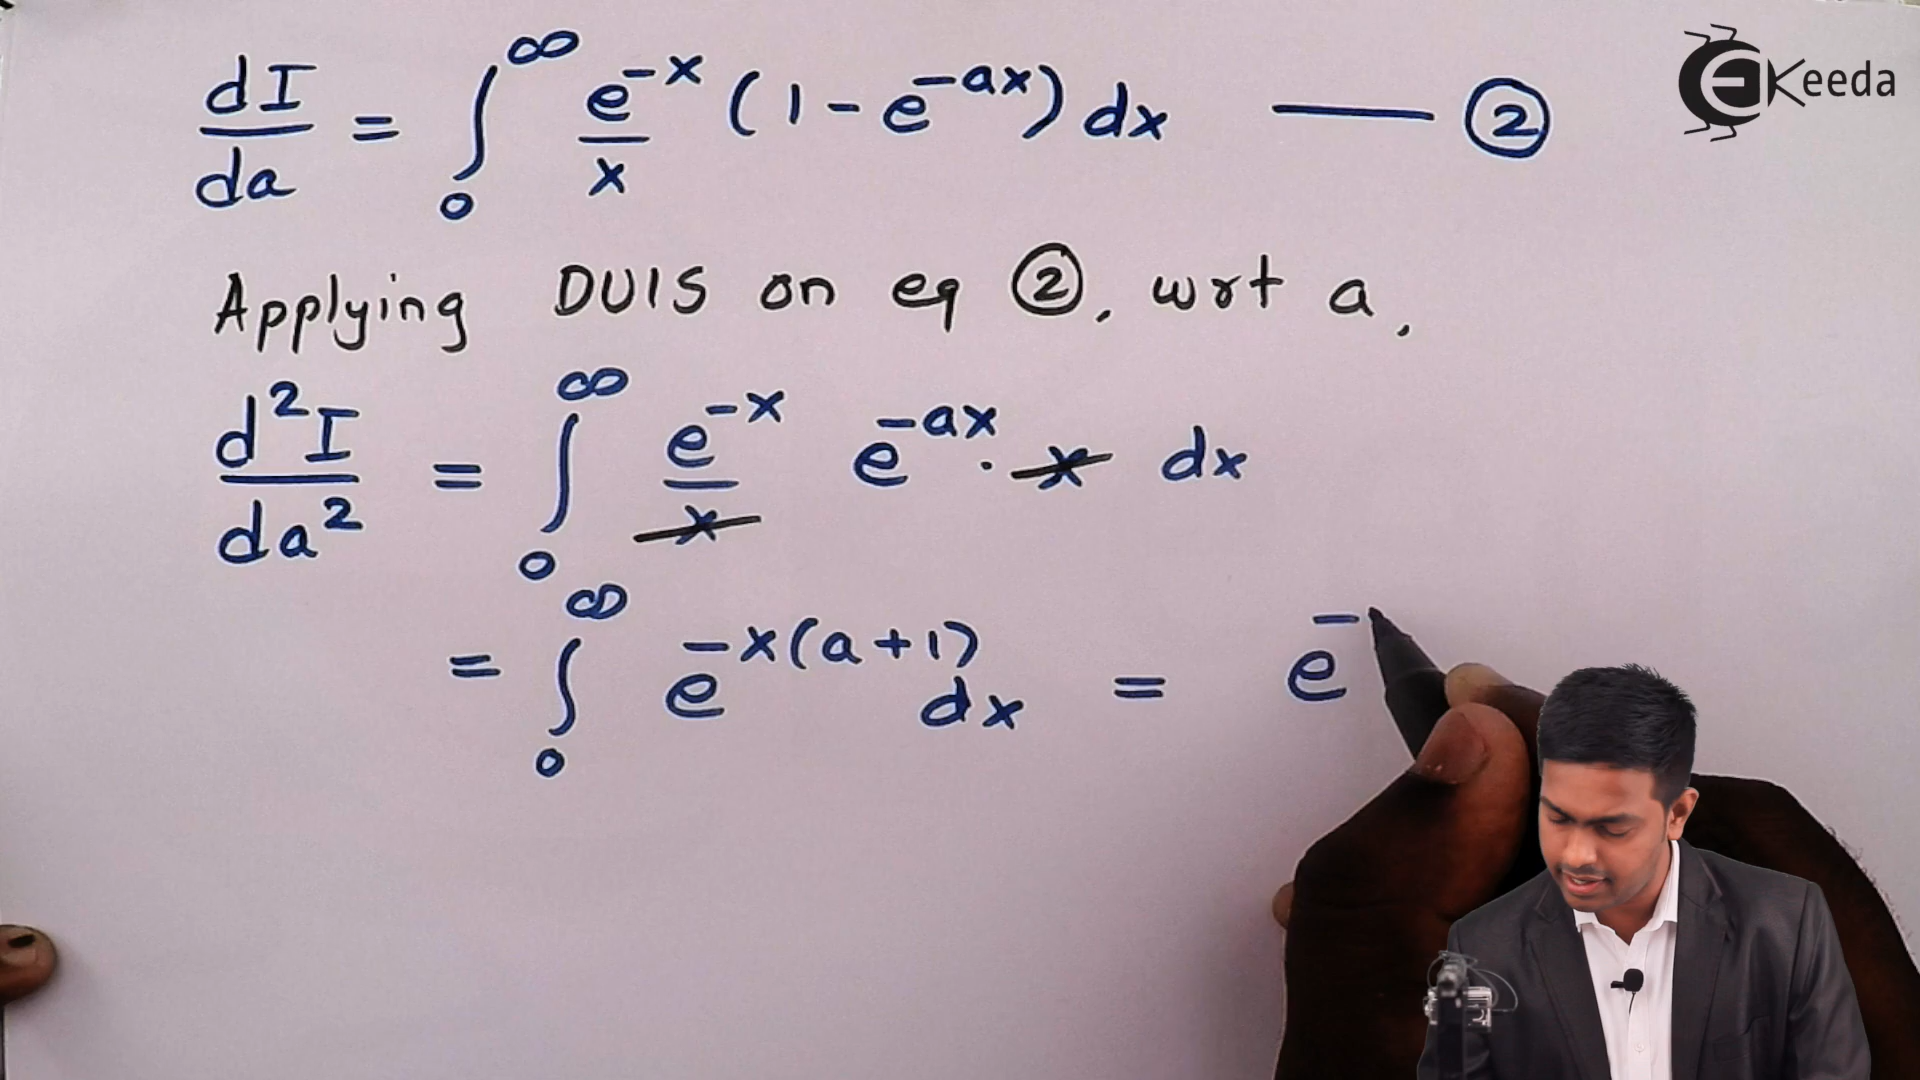 eKeeda
dI/da = ∫₀^∞ e^{-x}/x (1 - e^{-ax}) dx —— ②
Applying DUIS on eq ②, wrt a,
d²I/da² = ∫₀^∞ e^{-x}/x e^{-ax} · x dx
= ∫₀^∞ e^{-x(a+1)} dx = e^{-